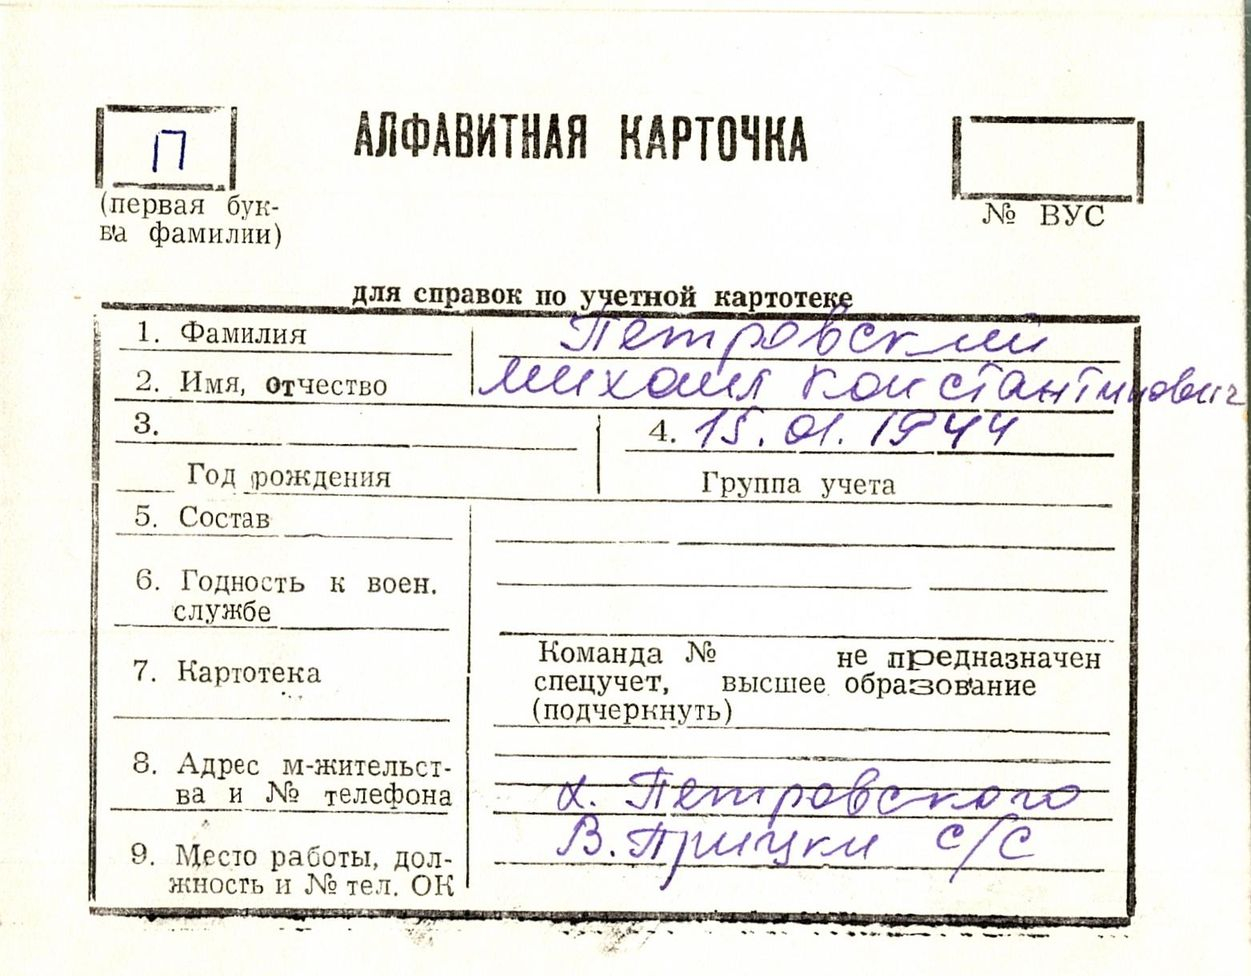 П
АЛФАВИТНАЯ КАРТОЧКА
(первая бук-
ва фамилии)
№ ВУС
для справок по учетной картотеке
1. Фамилия Петровский
2. Имя, отчество Михаил Константинович
3. 4. 15.01.1944
Год рождения Группа учета
5. Состав
6. Годность к воен.
службе
7. Картотека
Команда № не предназначен
спецучет, высшее образование
(подчеркнуть)
8. Адрес м-жительст-
ва и № телефона х. Петровского
В. Прицки с/с
9. Место работы, дол-
жность и № тел. ОК